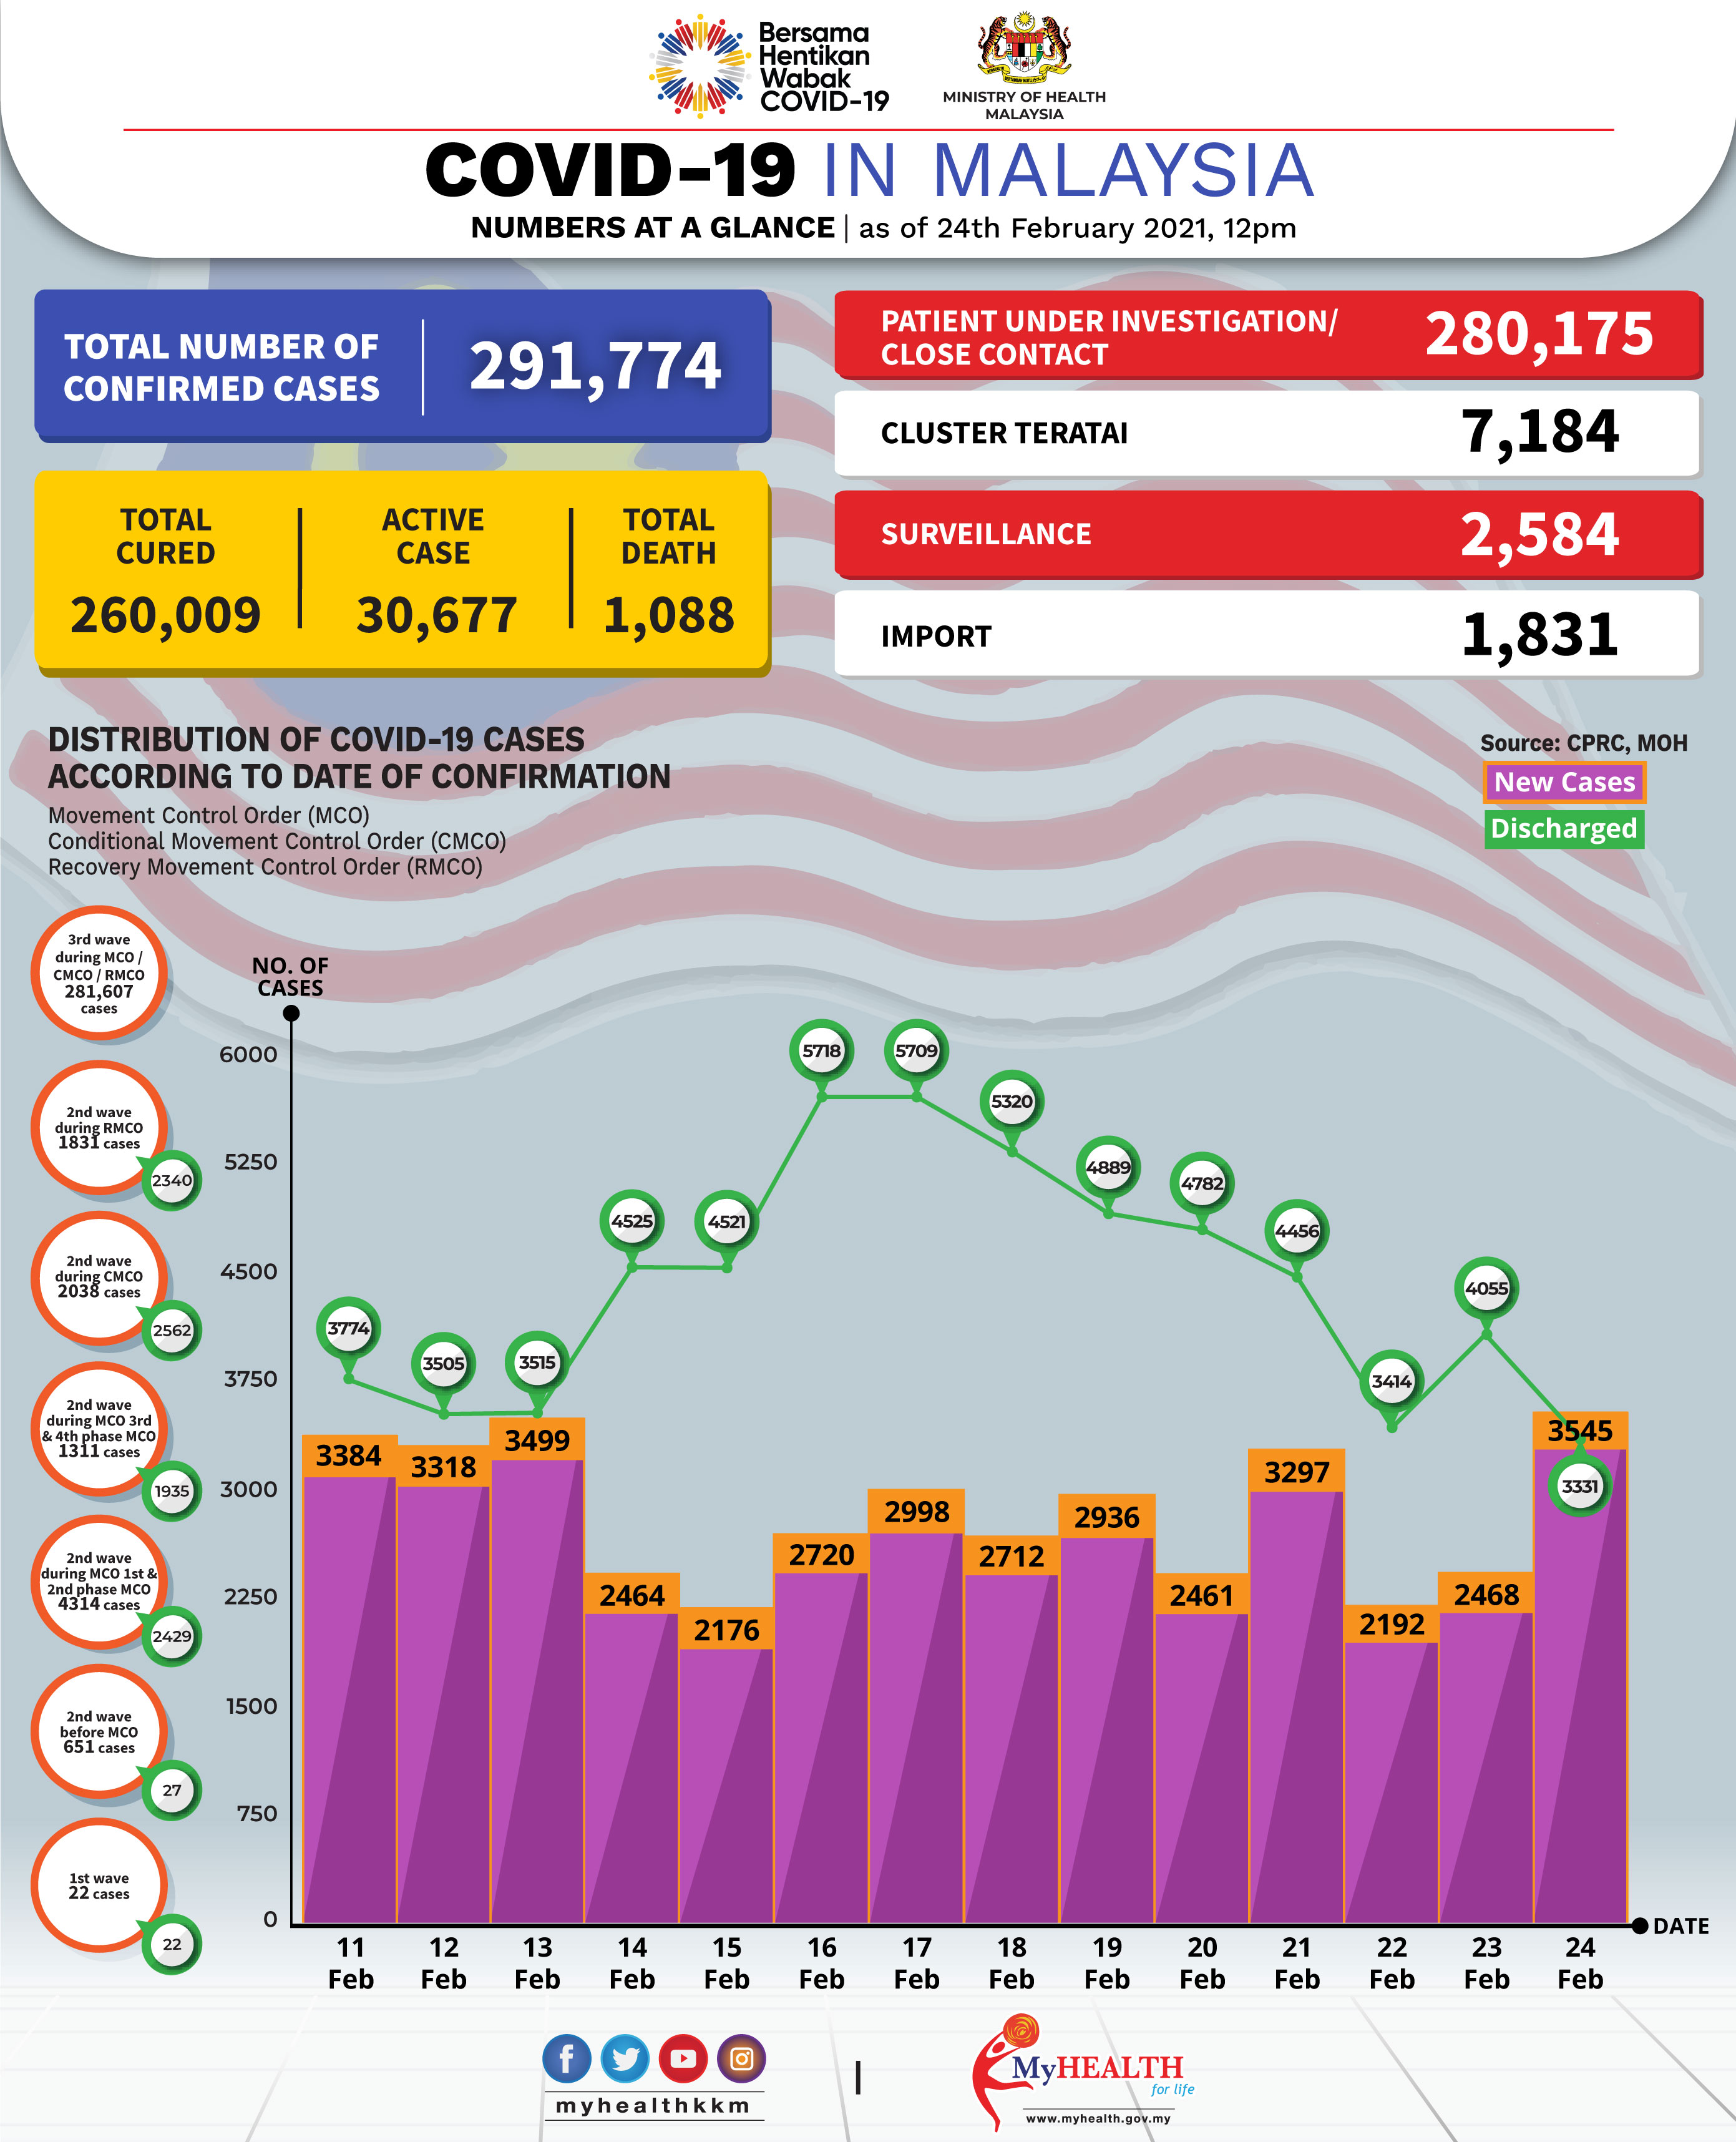 Bersama
Hentikan
Wabak
COVID-19
MINISTRY OF HEALTH
MALAYSIA
COVID-19 IN MALAYSIA
NUMBERS AT A GLANCE | as of 24th February 2021, 12pm
TOTAL NUMBER OF
CONFIRMED CASES
291,774
TOTAL
CURED
260,009
ACTIVE
CASE
30,677
TOTAL
DEATH
1,088
PATIENT UNDER INVESTIGATION/
CLOSE CONTACT
280,175
CLUSTER TERATAI
7,184
SURVEILLANCE
2,584
IMPORT
1,831
DISTRIBUTION OF COVID-19 CASES
ACCORDING TO DATE OF CONFIRMATION
Movement Control Order (MCO)
Conditional Movement Control Order (CMCO)
Recovery Movement Control Order (RMCO)
Source: CPRC, MOH
New Cases
Discharged
3rd wave
during MCO /
CMCO / RMCO
281,607
cases
2nd wave
during RMCO
1831 cases
2340
2nd wave
during CMCO
2038 cases
2562
2nd wave
during MCO 3rd
& 4th phase MCO
1311 cases
1935
2nd wave
during MCO 1st &
2nd phase MCO
4314 cases
2429
2nd wave
before MCO
651 cases
27
1st wave
22 cases
22
NO. OF
CASES
6000
5250
4500
3750
3000
2250
1500
750
0
3774
3505
3515
4525
4521
5718
5709
5320
4889
4782
4456
3414
4055
3331
3384
3318
3499
2464
2176
2720
2998
2712
2936
2461
3297
2192
2468
3545
11 Feb
12 Feb
13 Feb
14 Feb
15 Feb
16 Feb
17 Feb
18 Feb
19 Feb
20 Feb
21 Feb
22 Feb
23 Feb
24 Feb
DATE
myhealthkkm
MyHEALTH
for life
www.myhealth.gov.my